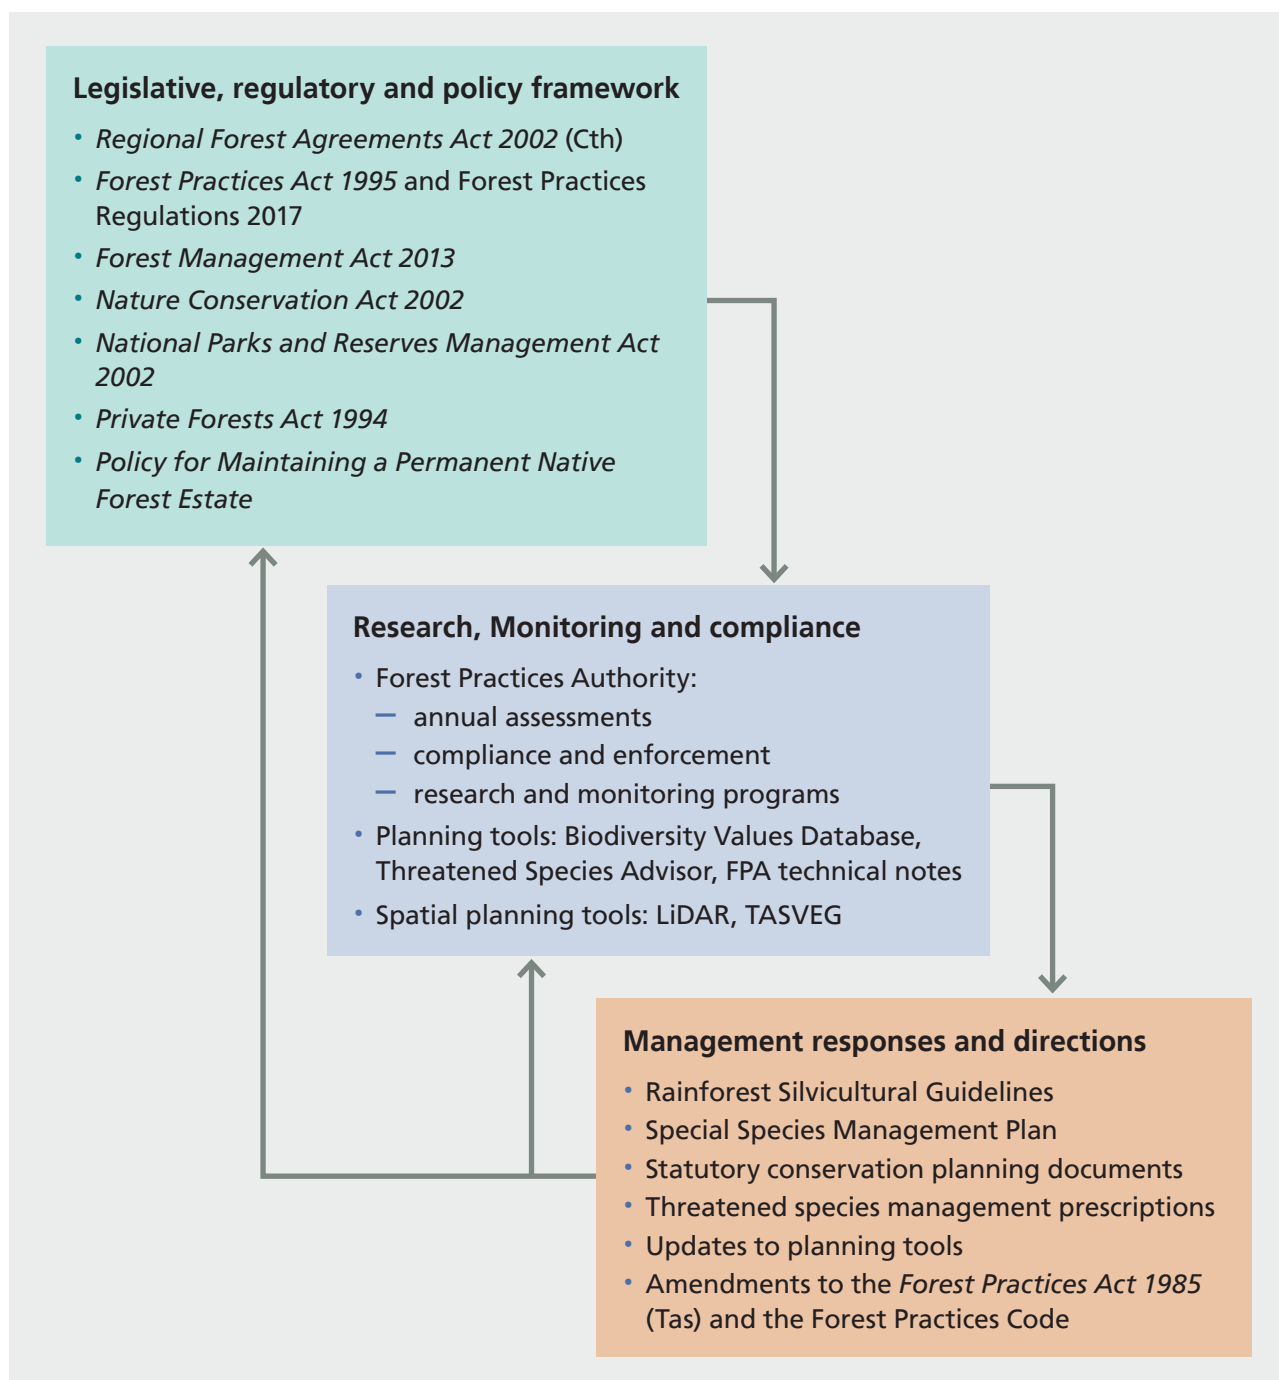 Legislative, regulatory and policy framework
• Regional Forest Agreements Act 2002 (Cth)
• Forest Practices Act 1995 and Forest Practices
Regulations 2017
• Forest Management Act 2013
• Nature Conservation Act 2002
• National Parks and Reserves Management Act
2002
• Private Forests Act 1994
• Policy for Maintaining a Permanent Native
Forest Estate
Research, Monitoring and compliance
• Forest Practices Authority:
— annual assessments
— compliance and enforcement
— research and monitoring programs
• Planning tools: Biodiversity Values Database,
Threatened Species Advisor, FPA technical notes
• Spatial planning tools: LiDAR, TASVEG
Management responses and directions
• Rainforest Silvicultural Guidelines
• Special Species Management Plan
• Statutory conservation planning documents
• Threatened species management prescriptions
• Updates to planning tools
• Amendments to the Forest Practices Act 1985
(Tas) and the Forest Practices Code